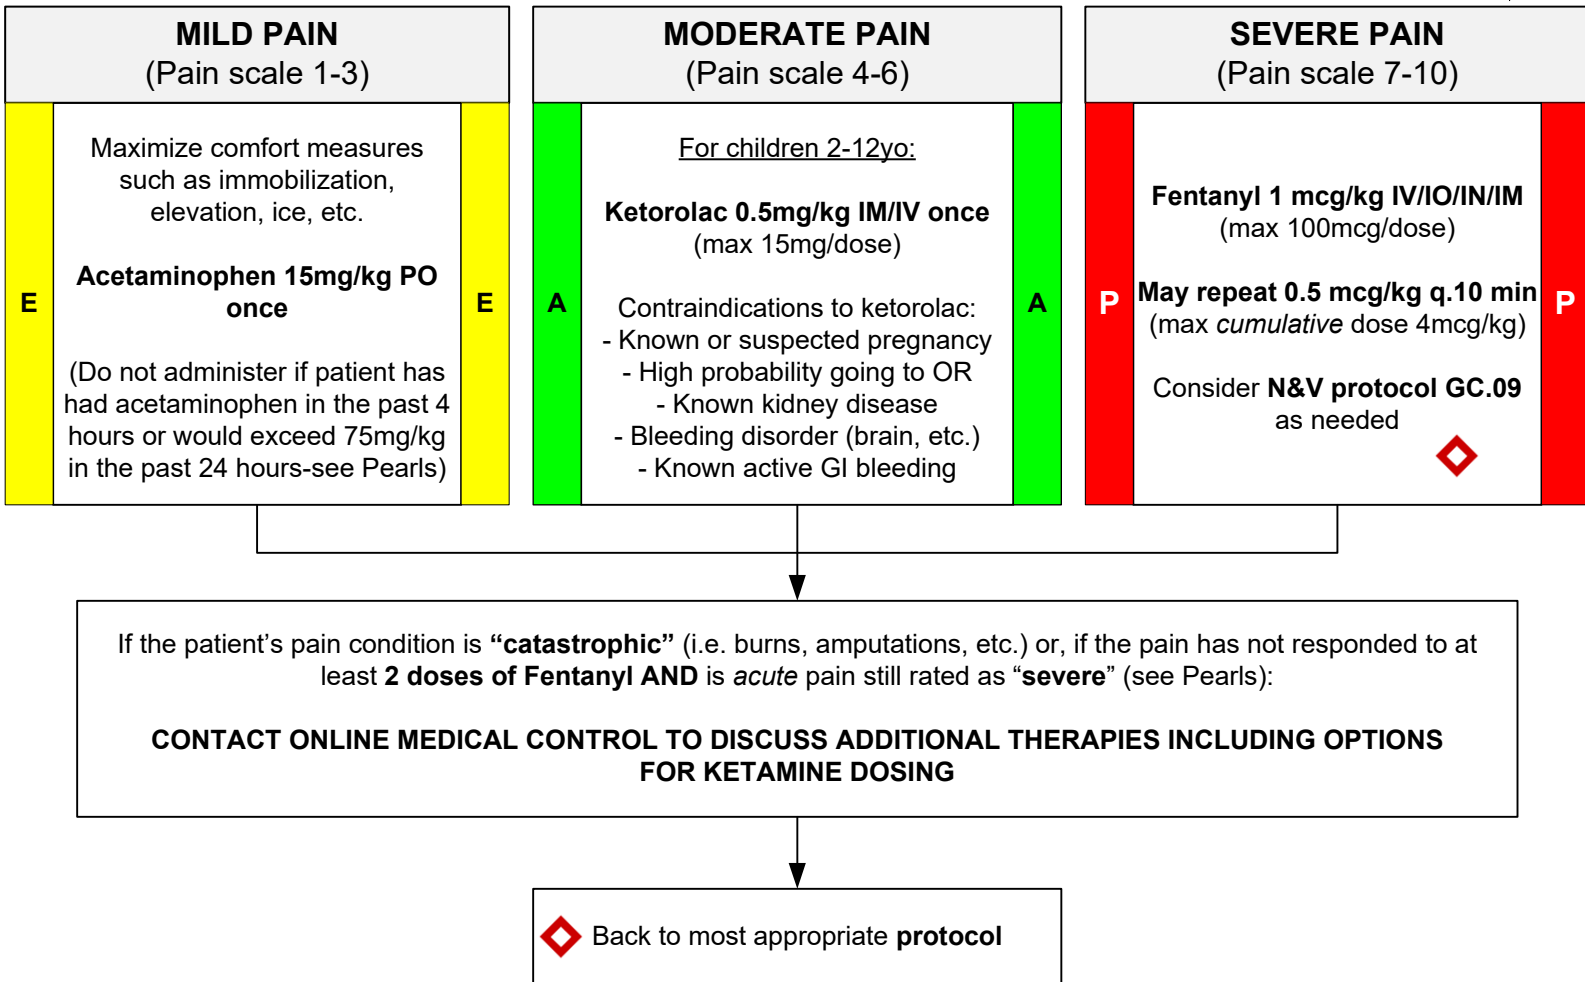 MILD PAIN
(Pain scale 1-3)
E
Maximize comfort measures
such as immobilization,
elevation, ice, etc.
Acetaminophen 15mg/kg PO
once
(Do not administer if patient has
had acetaminophen in the past 4
hours or would exceed 75mg/kg
in the past 24 hours-see Pearls)
E
MODERATE PAIN
(Pain scale 4-6)
A
For children 2-12yo:
Ketorolac 0.5mg/kg IM/IV once
(max 15mg/dose)
Contraindications to ketorolac:
- Known or suspected pregnancy
- High probability going to OR
- Known kidney disease
- Bleeding disorder (brain, etc.)
- Known active GI bleeding
A
SEVERE PAIN
(Pain scale 7-10)
P
Fentanyl 1 mcg/kg IV/IO/IN/IM
(max 100mcg/dose)
May repeat 0.5 mcg/kg q.10 min
(max cumulative dose 4mcg/kg)
Consider N&V protocol GC.09
as needed
P
If the patient’s pain condition is “catastrophic” (i.e. burns, amputations, etc.) or, if the pain has not responded to at
least 2 doses of Fentanyl AND is acute pain still rated as “severe” (see Pearls):
CONTACT ONLINE MEDICAL CONTROL TO DISCUSS ADDITIONAL THERAPIES INCLUDING OPTIONS
FOR KETAMINE DOSING
Back to most appropriate protocol